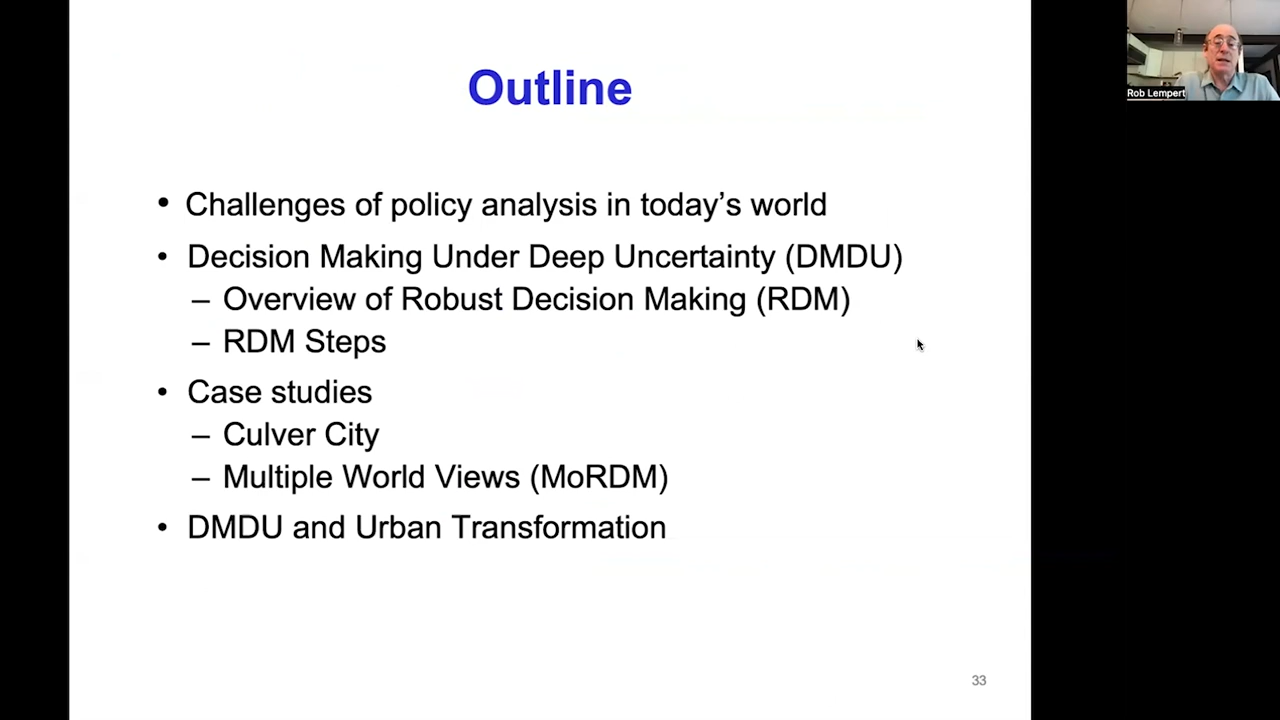 Outline
• Challenges of policy analysis in today's world
• Decision Making Under Deep Uncertainty (DMDU)
– Overview of Robust Decision Making (RDM)
– RDM Steps
• Case studies
– Culver City
– Multiple World Views (MoRDM)
• DMDU and Urban Transformation
33
Rob Lempert